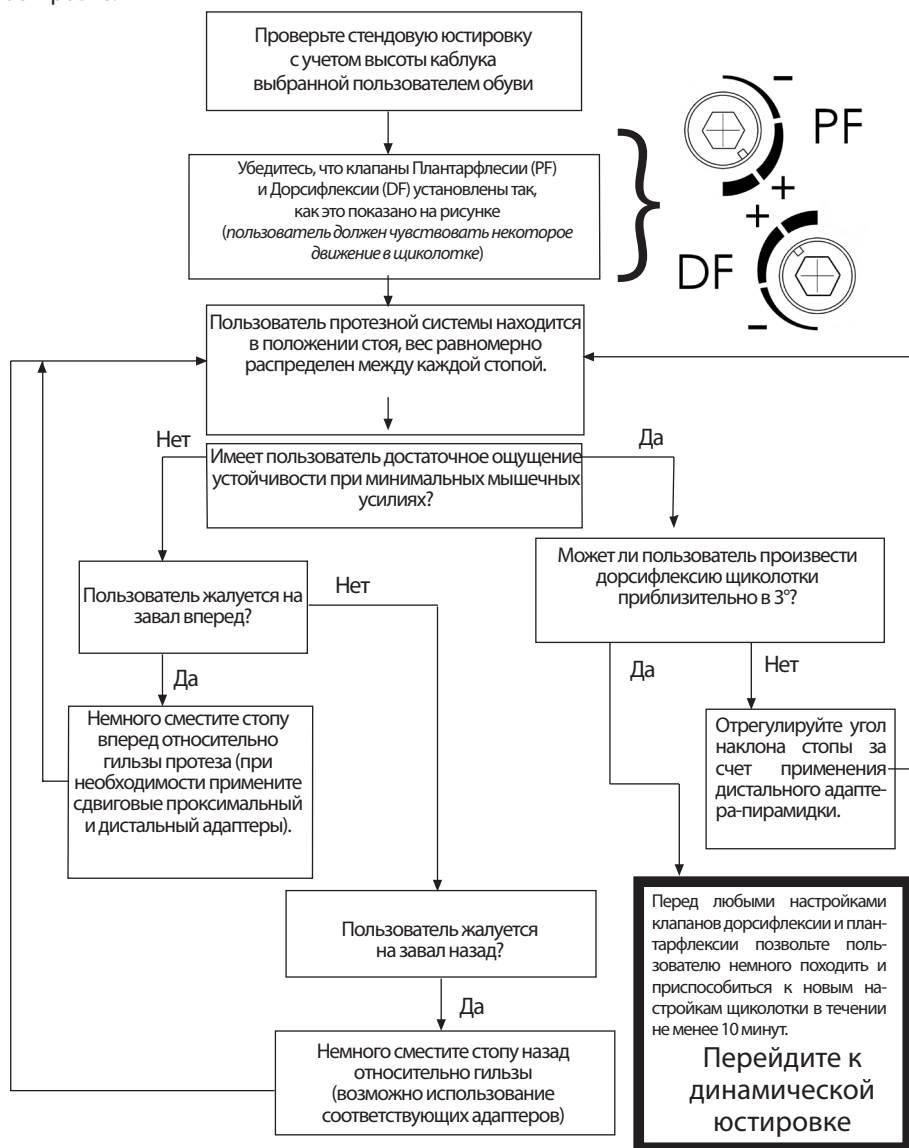 Проверьте стендовую юстировку
с учетом высоты каблука
выбранной пользователем обуви
Убедитесь, что клапаны Плантарфлесии (PF)
и Дорсифлексии (DF) установлены так,
как это показано на рисунке
(пользователь должен чувствовать некоторое
движение в щиколотке)
PF
DF
Пользователь протезной системы находится
в положении стоя, вес равномерно
распределен между каждой стопой.
Нет
Да
Имеет пользователь достаточное ощущение
устойчивости при минимальных мышечных
усилиях?
Может ли пользователь произвести
дорсифлексию щиколотки
приблизительно в 3°?
Пользователь жалуется на
завал вперед?
Нет
Да
Да
Нет
Немного сместите стопу
вперед относительно
гильзы протеза (при
необходимости примените
сдвиговые проксимальный
и дистальный адаптеры).
Отрегулируйте угол
наклона стопы за
счет применения
дистального адапте-
ра-пирамидки.
Пользователь жалуется
на завал назад?
Да
Немного сместите стопу назад
относительно гильзы
(возможно использование
соответствующих адаптеров)
Перед любыми настройками
клапанов дорсифлексии и план-
тарфлексии позвольте поль-
зователю немного походить и
приспособиться к новым на-
стройкам щиколотки в течении
не менее 10 минут.
Перейдите к
динамической
юстировке